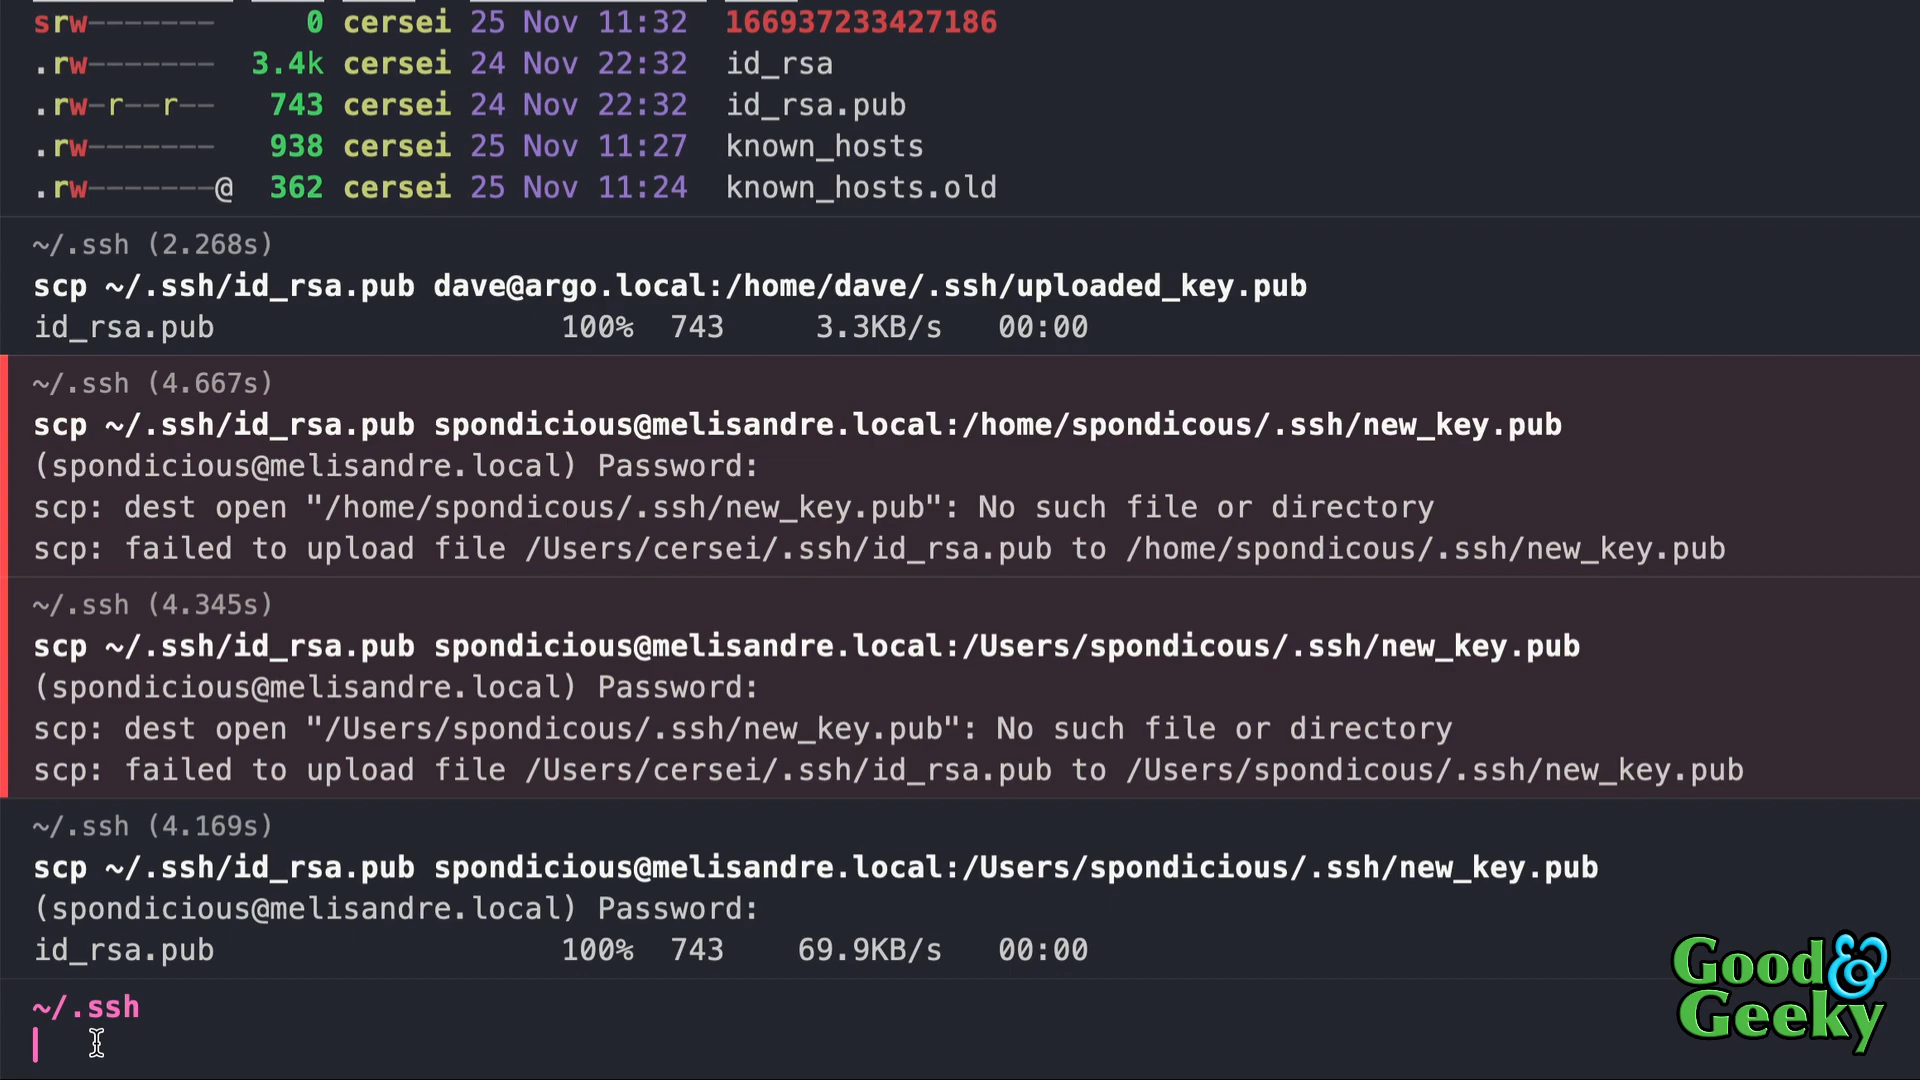 srw------- 0 cersei 25 Nov 11:32 166937233427186
.rw------- 3.4k cersei 24 Nov 22:32 id_rsa
.rw-r--r-- 743 cersei 24 Nov 22:32 id_rsa.pub
.rw------- 938 cersei 25 Nov 11:27 known_hosts
.rw-------@ 362 cersei 25 Nov 11:24 known_hosts.old
~/.ssh (2.268s)
scp ~/.ssh/id_rsa.pub dave@argo.local:/home/dave/.ssh/uploaded_key.pub
id_rsa.pub 100% 743 3.3KB/s 00:00
~/.ssh (4.667s)
scp ~/.ssh/id_rsa.pub spondicious@melisandre.local:/home/spondicous/.ssh/new_key.pub
(spondicious@melisandre.local) Password:
scp: dest open "/home/spondicous/.ssh/new_key.pub": No such file or directory
scp: failed to upload file /Users/cersei/.ssh/id_rsa.pub to /home/spondicous/.ssh/new_key.pub
~/.ssh (4.345s)
scp ~/.ssh/id_rsa.pub spondicious@melisandre.local:/Users/spondicous/.ssh/new_key.pub
(spondicious@melisandre.local) Password:
scp: dest open "/Users/spondicous/.ssh/new_key.pub": No such file or directory
scp: failed to upload file /Users/cersei/.ssh/id_rsa.pub to /Users/spondicous/.ssh/new_key.pub
~/.ssh (4.169s)
scp ~/.ssh/id_rsa.pub spondicious@melisandre.local:/Users/spondicious/.ssh/new_key.pub
(spondicious@melisandre.local) Password:
id_rsa.pub 100% 743 69.9KB/s 00:00
~/.ssh
Good &
Geeky